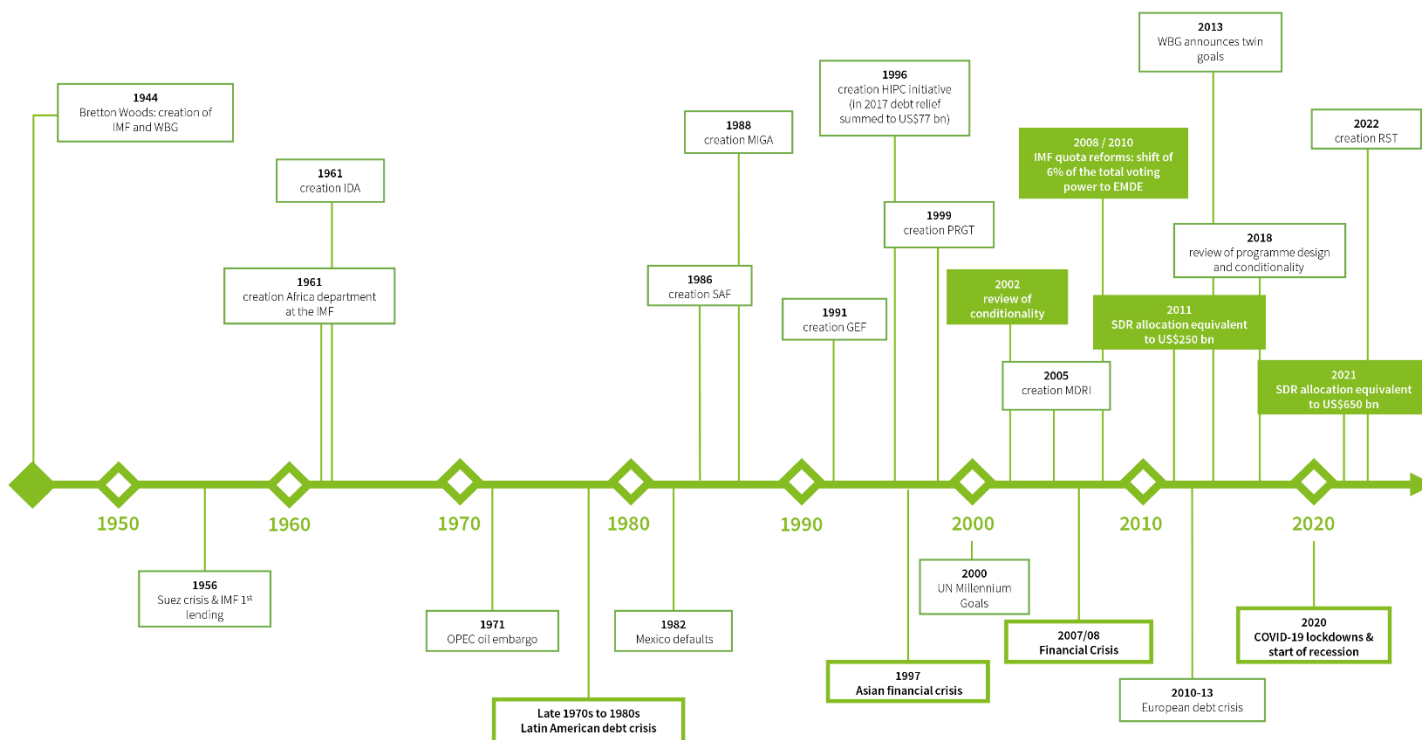 1944
Bretton Woods: creation of
IMF and WBG
1961
creation IDA
1961
creation Africa department
at the IMF
1988
creation MIGA
1986
creation SAF
1996
creation HIPC initiative
(in 2017 debt relief
summed to US$77 bn)
1991
creation GEF
1999
creation PRGT
2002
review of
conditionality
2005
creation MDRI
2008 / 2010
IMF quota reforms: shift of
6% of the total voting
power to EMDE
2013
WBG announces twin
goals
2011
SDR allocation equivalent
to US$250 bn
2018
review of programme design
and conditionality
2022
creation RST
2021
SDR allocation equivalent
to US$650 bn
1950
1960
1970
1980
1990
2000
2010
2020
1956
Suez crisis & IMF 1st
lending
1971
OPEC oil embargo
Late 1970s to 1980s
Latin American debt crisis
1982
Mexico defaults
1997
Asian financial crisis
2000
UN Millennium
Goals
2007/08
Financial Crisis
2010-13
European debt crisis
2020
COVID-19 lockdowns &
start of recession